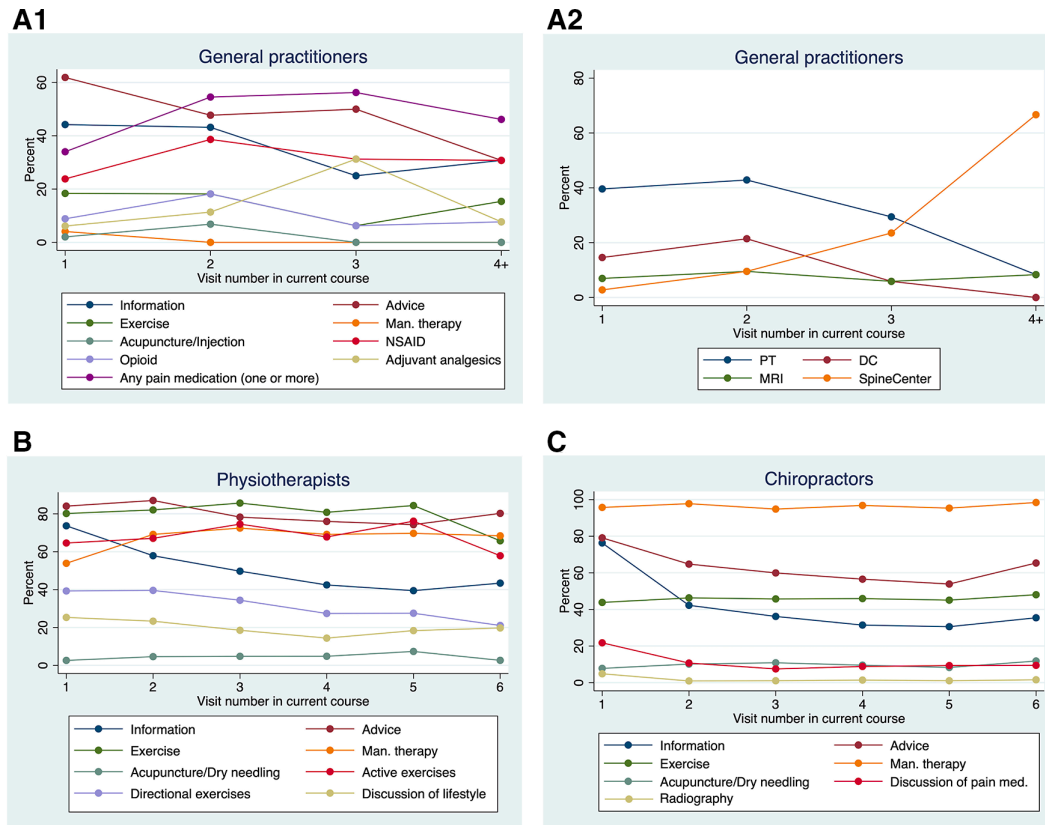 A1
General practitioners
Percent
60
40
20
0
1 2 3 4+
Visit number in current course
Information Advice
Exercise Man. therapy
Acupuncture/Injection NSAID
Opioid Adjuvant analgesics
Any pain medication (one or more)
A2
General practitioners
Percent
80
60
40
20
0
1 2 3 4+
Visit number in current course
PT DC
MRI SpineCenter
B
Physiotherapists
Percent
80
60
40
20
0
1 2 3 4 5 6
Visit number in current course
Information Advice
Exercise Man. therapy
Acupuncture/Dry needling Active exercises
Directional exercises Discussion of lifestyle
C
Chiropractors
Percent
100
80
60
40
20
0
1 2 3 4 5 6
Visit number in current course
Information Advice
Exercise Man. therapy
Acupuncture/Dry needling Discussion of pain med.
Radiography